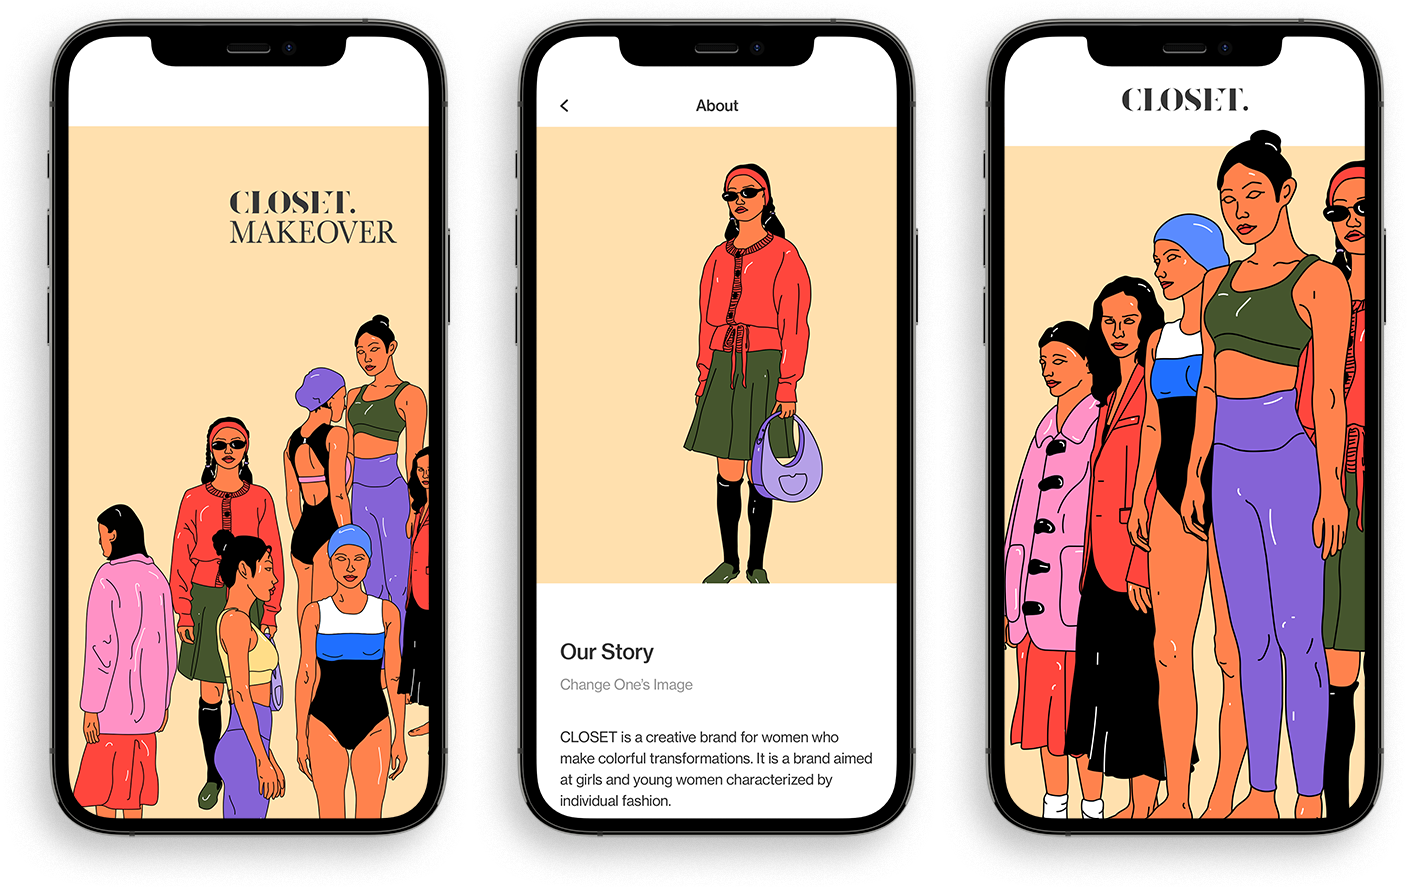 CLOSET.
MAKEOVER
About
Our Story
Change One's Image
CLOSET is a creative brand for women who
make colorful transformations. It is a brand aimed
at girls and young women characterized by
individual fashion.
CLOSET.